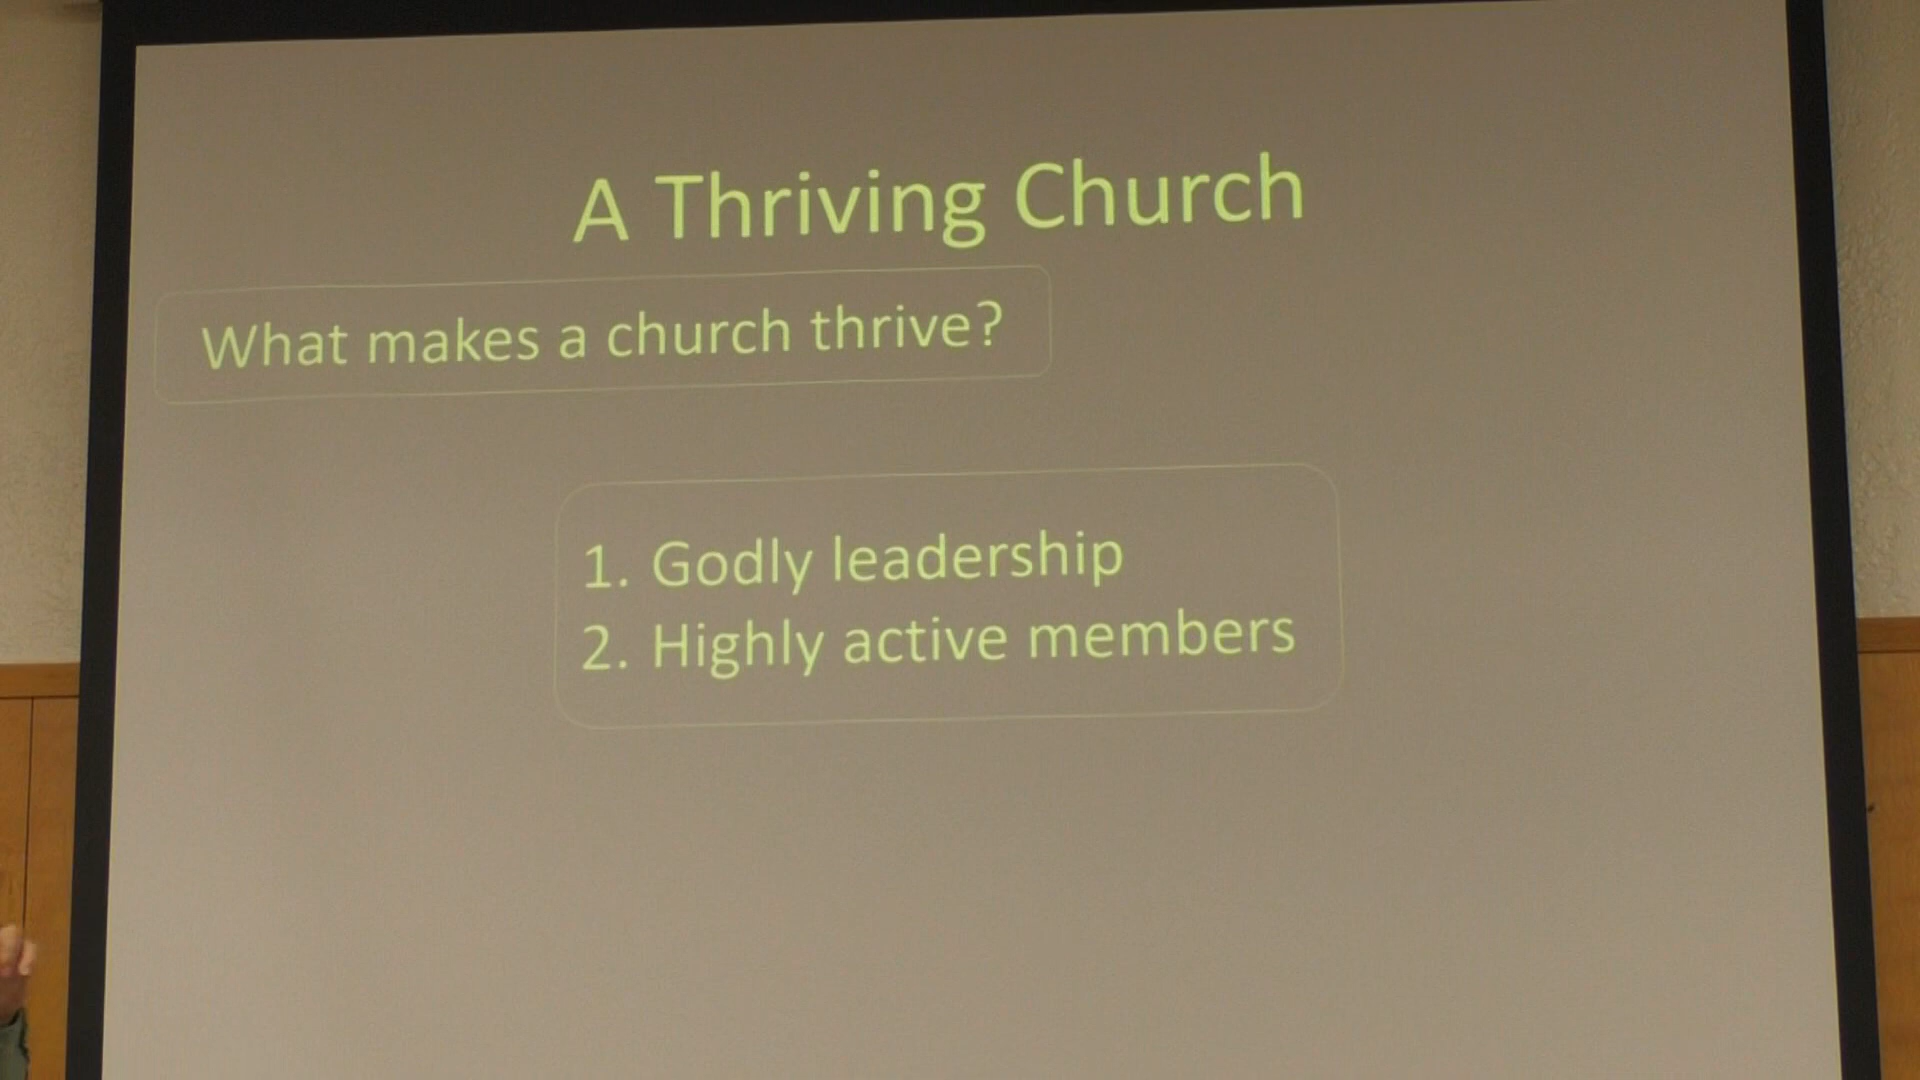 A Thriving Church
What makes a church thrive?
1. Godly leadership
2. Highly active members